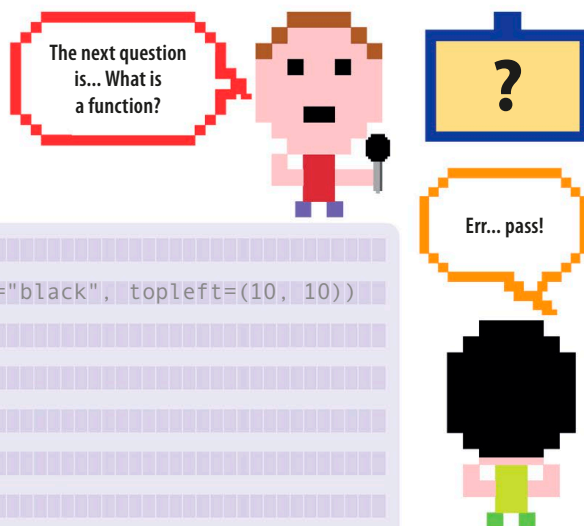 The next question
is... What is
a function?
?
Err... pass!
="black", topleft=(10, 10))